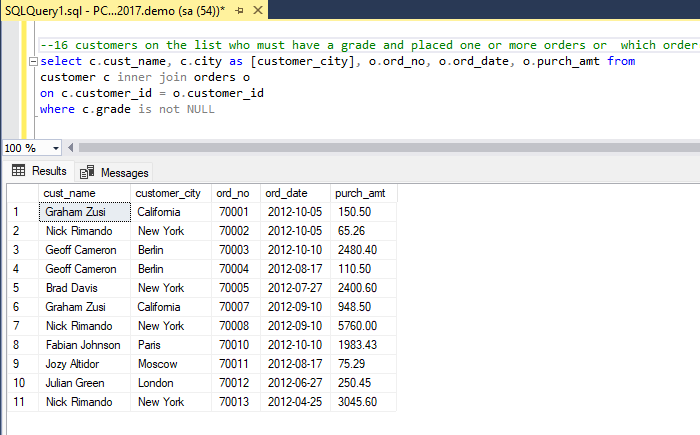 SQLQuery1.sql - PC...2017.demo (sa (54))*
--16 customers on the list who must have a grade and placed one or more orders or which order
select c.cust_name, c.city as [customer_city], o.ord_no, o.ord_date, o.purch_amt from
customer c inner join orders o
on c.customer_id = o.customer_id
where c.grade is not NULL
100 %
Results Messages
cust_name customer_city ord_no ord_date purch_amt
1 Graham Zusi California 70001 2012-10-05 150.50
2 Nick Rimando New York 70002 2012-10-05 65.26
3 Geoff Cameron Berlin 70003 2012-10-10 2480.40
4 Geoff Cameron Berlin 70004 2012-08-17 110.50
5 Brad Davis New York 70005 2012-07-27 2400.60
6 Graham Zusi California 70007 2012-09-10 948.50
7 Nick Rimando New York 70008 2012-09-10 5760.00
8 Fabian Johnson Paris 70010 2012-10-10 1983.43
9 Jozy Altidor Moscow 70011 2012-08-17 75.29
10 Julian Green London 70012 2012-06-27 250.45
11 Nick Rimando New York 70013 2012-04-25 3045.60